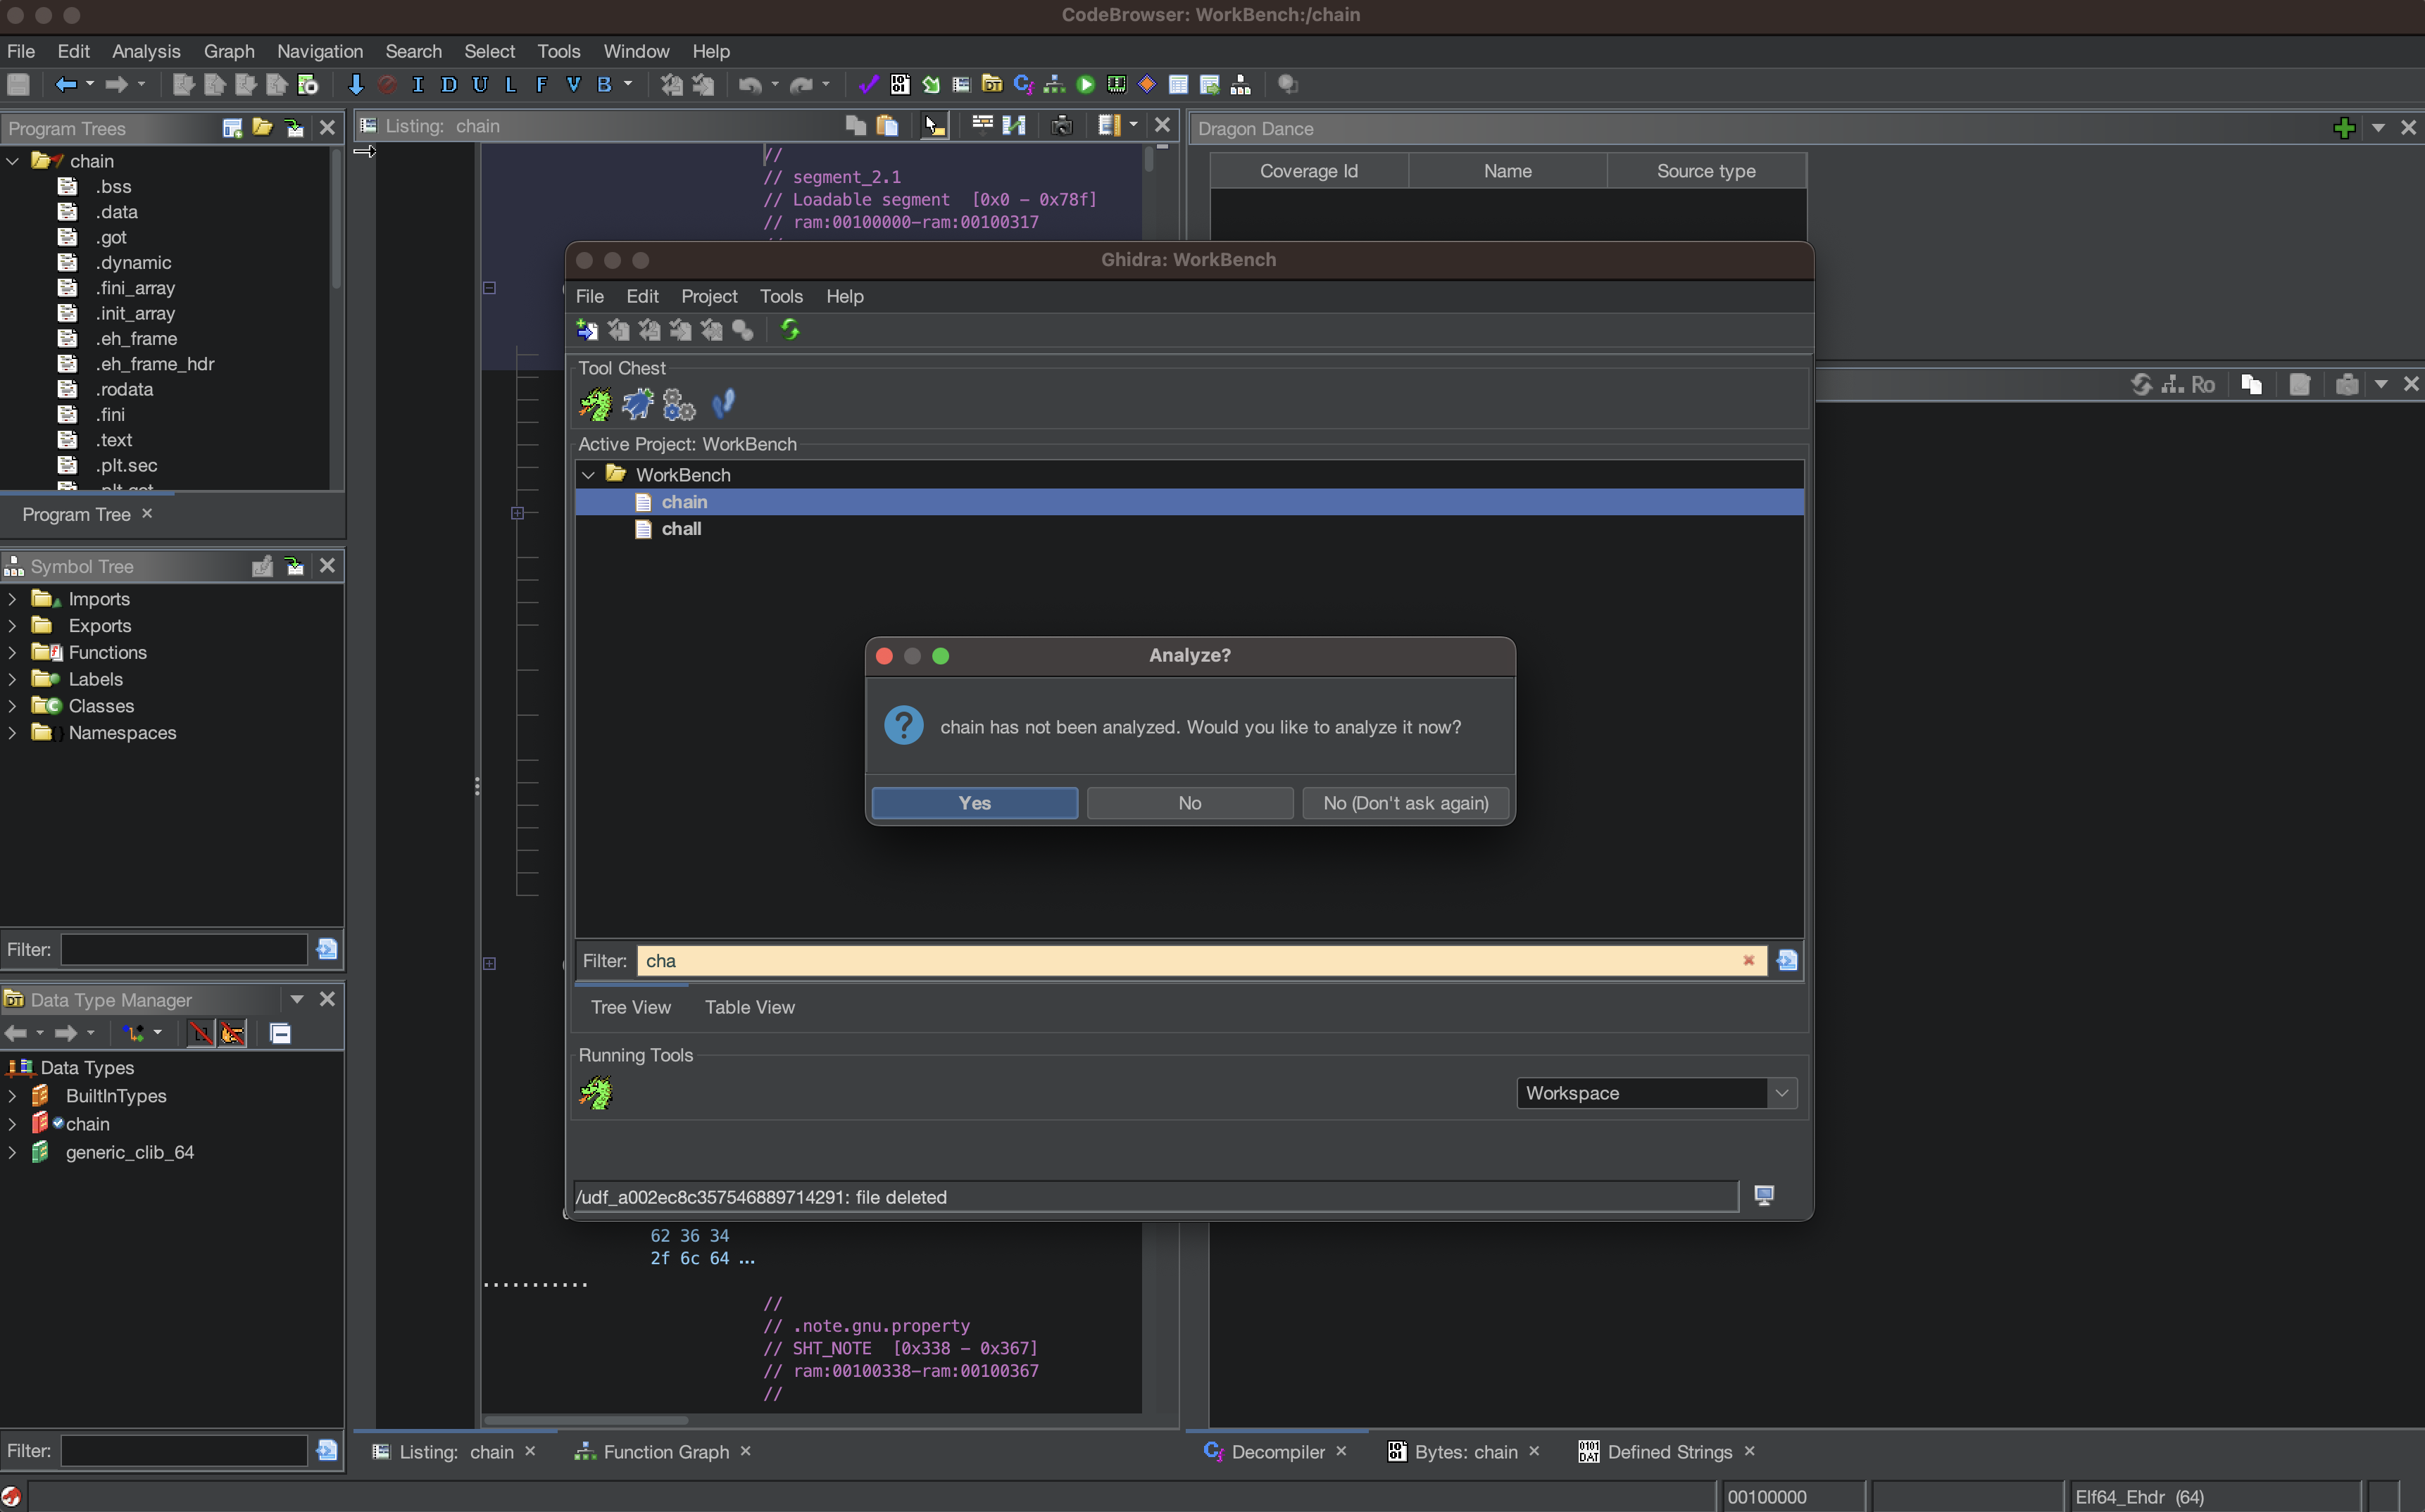 CodeBrowser: WorkBench:/chain
File Edit Analysis Graph Navigation Search Select Tools Window Help
I D U L F V B
Program Trees
chain
.bss
.data
.got
.dynamic
.fini_array
.init_array
.eh_frame
.eh_frame_hdr
.rodata
.fini
.text
.plt.sec
.plt.got
Program Tree
Symbol Tree
Imports
Exports
Functions
Labels
Classes
Namespaces
Filter:
Data Type Manager
Data Types
BuiltInTypes
chain
generic_clib_64
Filter:
Listing: chain
//
// segment_2.1
// Loadable segment [0x0 - 0x78f]
// ram:00100000-ram:00100317
Dragon Dance
Coverage Id Name Source type
Ro
Ghidra: WorkBench
File Edit Project Tools Help
Tool Chest
Active Project: WorkBench
WorkBench
chain
chall
Analyze?
chain has not been analyzed. Would you like to analyze it now?
Yes No No (Don't ask again)
Filter: cha
Tree View Table View
Running Tools
Workspace
/udf_a002ec8c357546889714291: file deleted
62 36 34
2f 6c 64 ...
//
// .note.gnu.property
// SHT_NOTE [0x338 - 0x367]
// ram:00100338-ram:00100367
//
Listing: chain Function Graph
Decompiler Bytes: chain Defined Strings
00100000 Elf64_Ehdr (64)